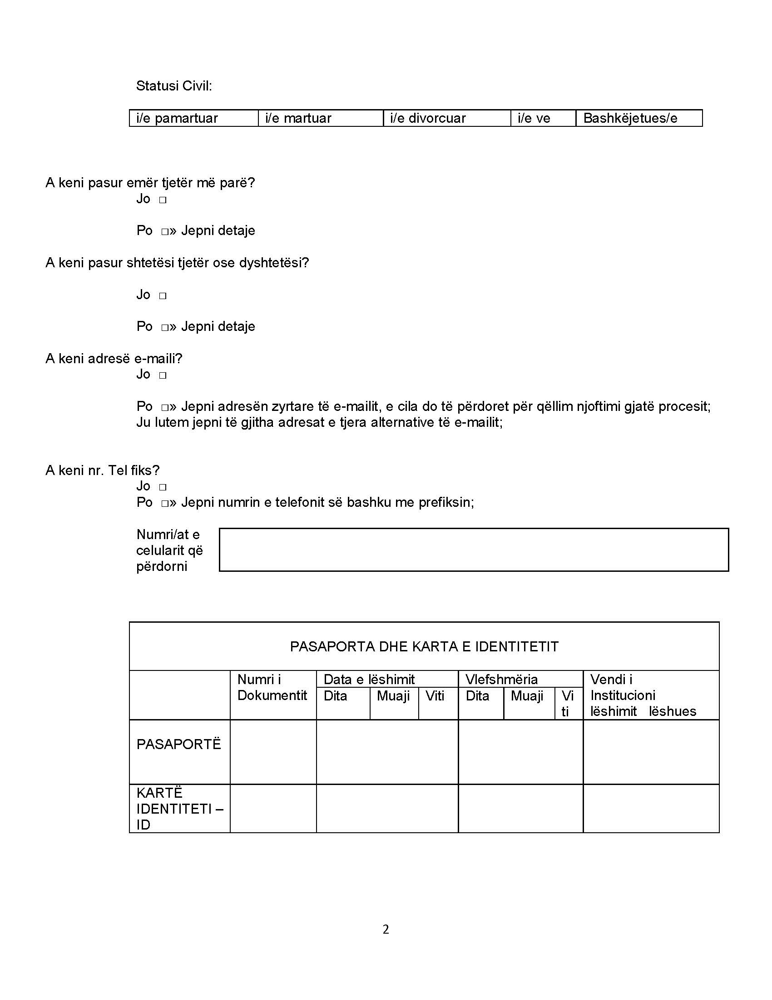 Statusi Civil:
i/e pamartuar i/e martuar i/e divorcuar i/e ve Bashkëjetues/e
A keni pasur emër tjetër më parë?
Jo □
Po □» Jepni detaje
A keni pasur shtetësi tjetër ose dyshtetësi?
Jo □
Po □» Jepni detaje
A keni adresë e-maili?
Jo □
Po □» Jepni adresën zyrtare të e-mailit, e cila do të përdoret për qëllim njoftimi gjatë procesit;
Ju lutem jepni të gjitha adresat e tjera alternative të e-mailit;
A keni nr. Tel fiks?
Jo □
Po □» Jepni numrin e telefonit së bashku me prefiksin;
Numri/at e
celularit që
përdorni
PASAPORTA DHE KARTA E IDENTITETIT
Numri i Data e lëshimit Vlefshmëria Vendi i
Dokumentit Dita Muaji Viti Dita Muaji Vi Institucioni
ti lëshimit lëshues
PASAPORTË
KARTË
IDENTITETI –
ID
2